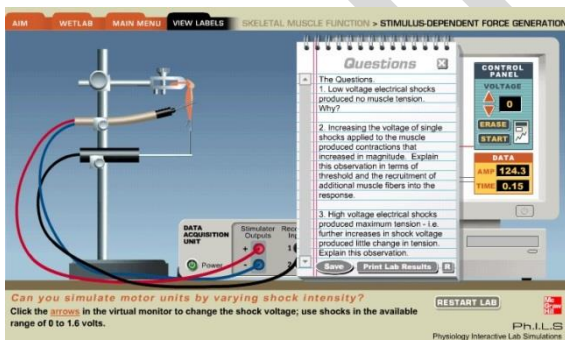 AIM WETLAB MAIN MENU VIEW LABELS SKELETAL MUSCLE FUNCTION > STIMULUS-DEPENDENT FORCE GENERATION
Questions
The Questions.
1. Low voltage electrical shocks
produced no muscle tension.
Why?
2. Increasing the voltage of single
shocks applied to the muscle
produced contractions that
increased in magnitude. Explain
this observation in terms of
threshold and the recruitment of
additional muscle fibers into the
response.
3. High voltage electrical shocks
produced maximum tension - i.e.
further increases in shock voltage
produced little change in tension.
Explain this observation.
Save Print Lab Results R
CONTROL
PANEL
VOLTAGE
0
ERASE
START
DATA
AMP 124.3
TIME 0.15
DATA
ACQUISITION
UNIT
Power
Stimulator
Outputs
+
-
Rec
Inp
1
2
Can you simulate motor units by varying shock intensity?
Click the arrows in the virtual monitor to change the shock voltage; use shocks in the available
range of 0 to 1.6 volts.
RESTART LAB
Mc
Graw
Hill
Ph.I.L.S
Physiology Interactive Lab Simulations